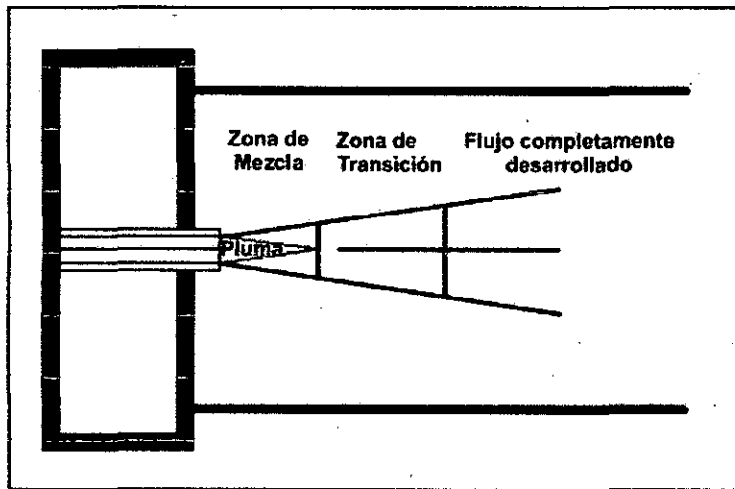 Zona de
Mezcla
Zona de
Transición
Flujo completamente
desarrollado
Pluma